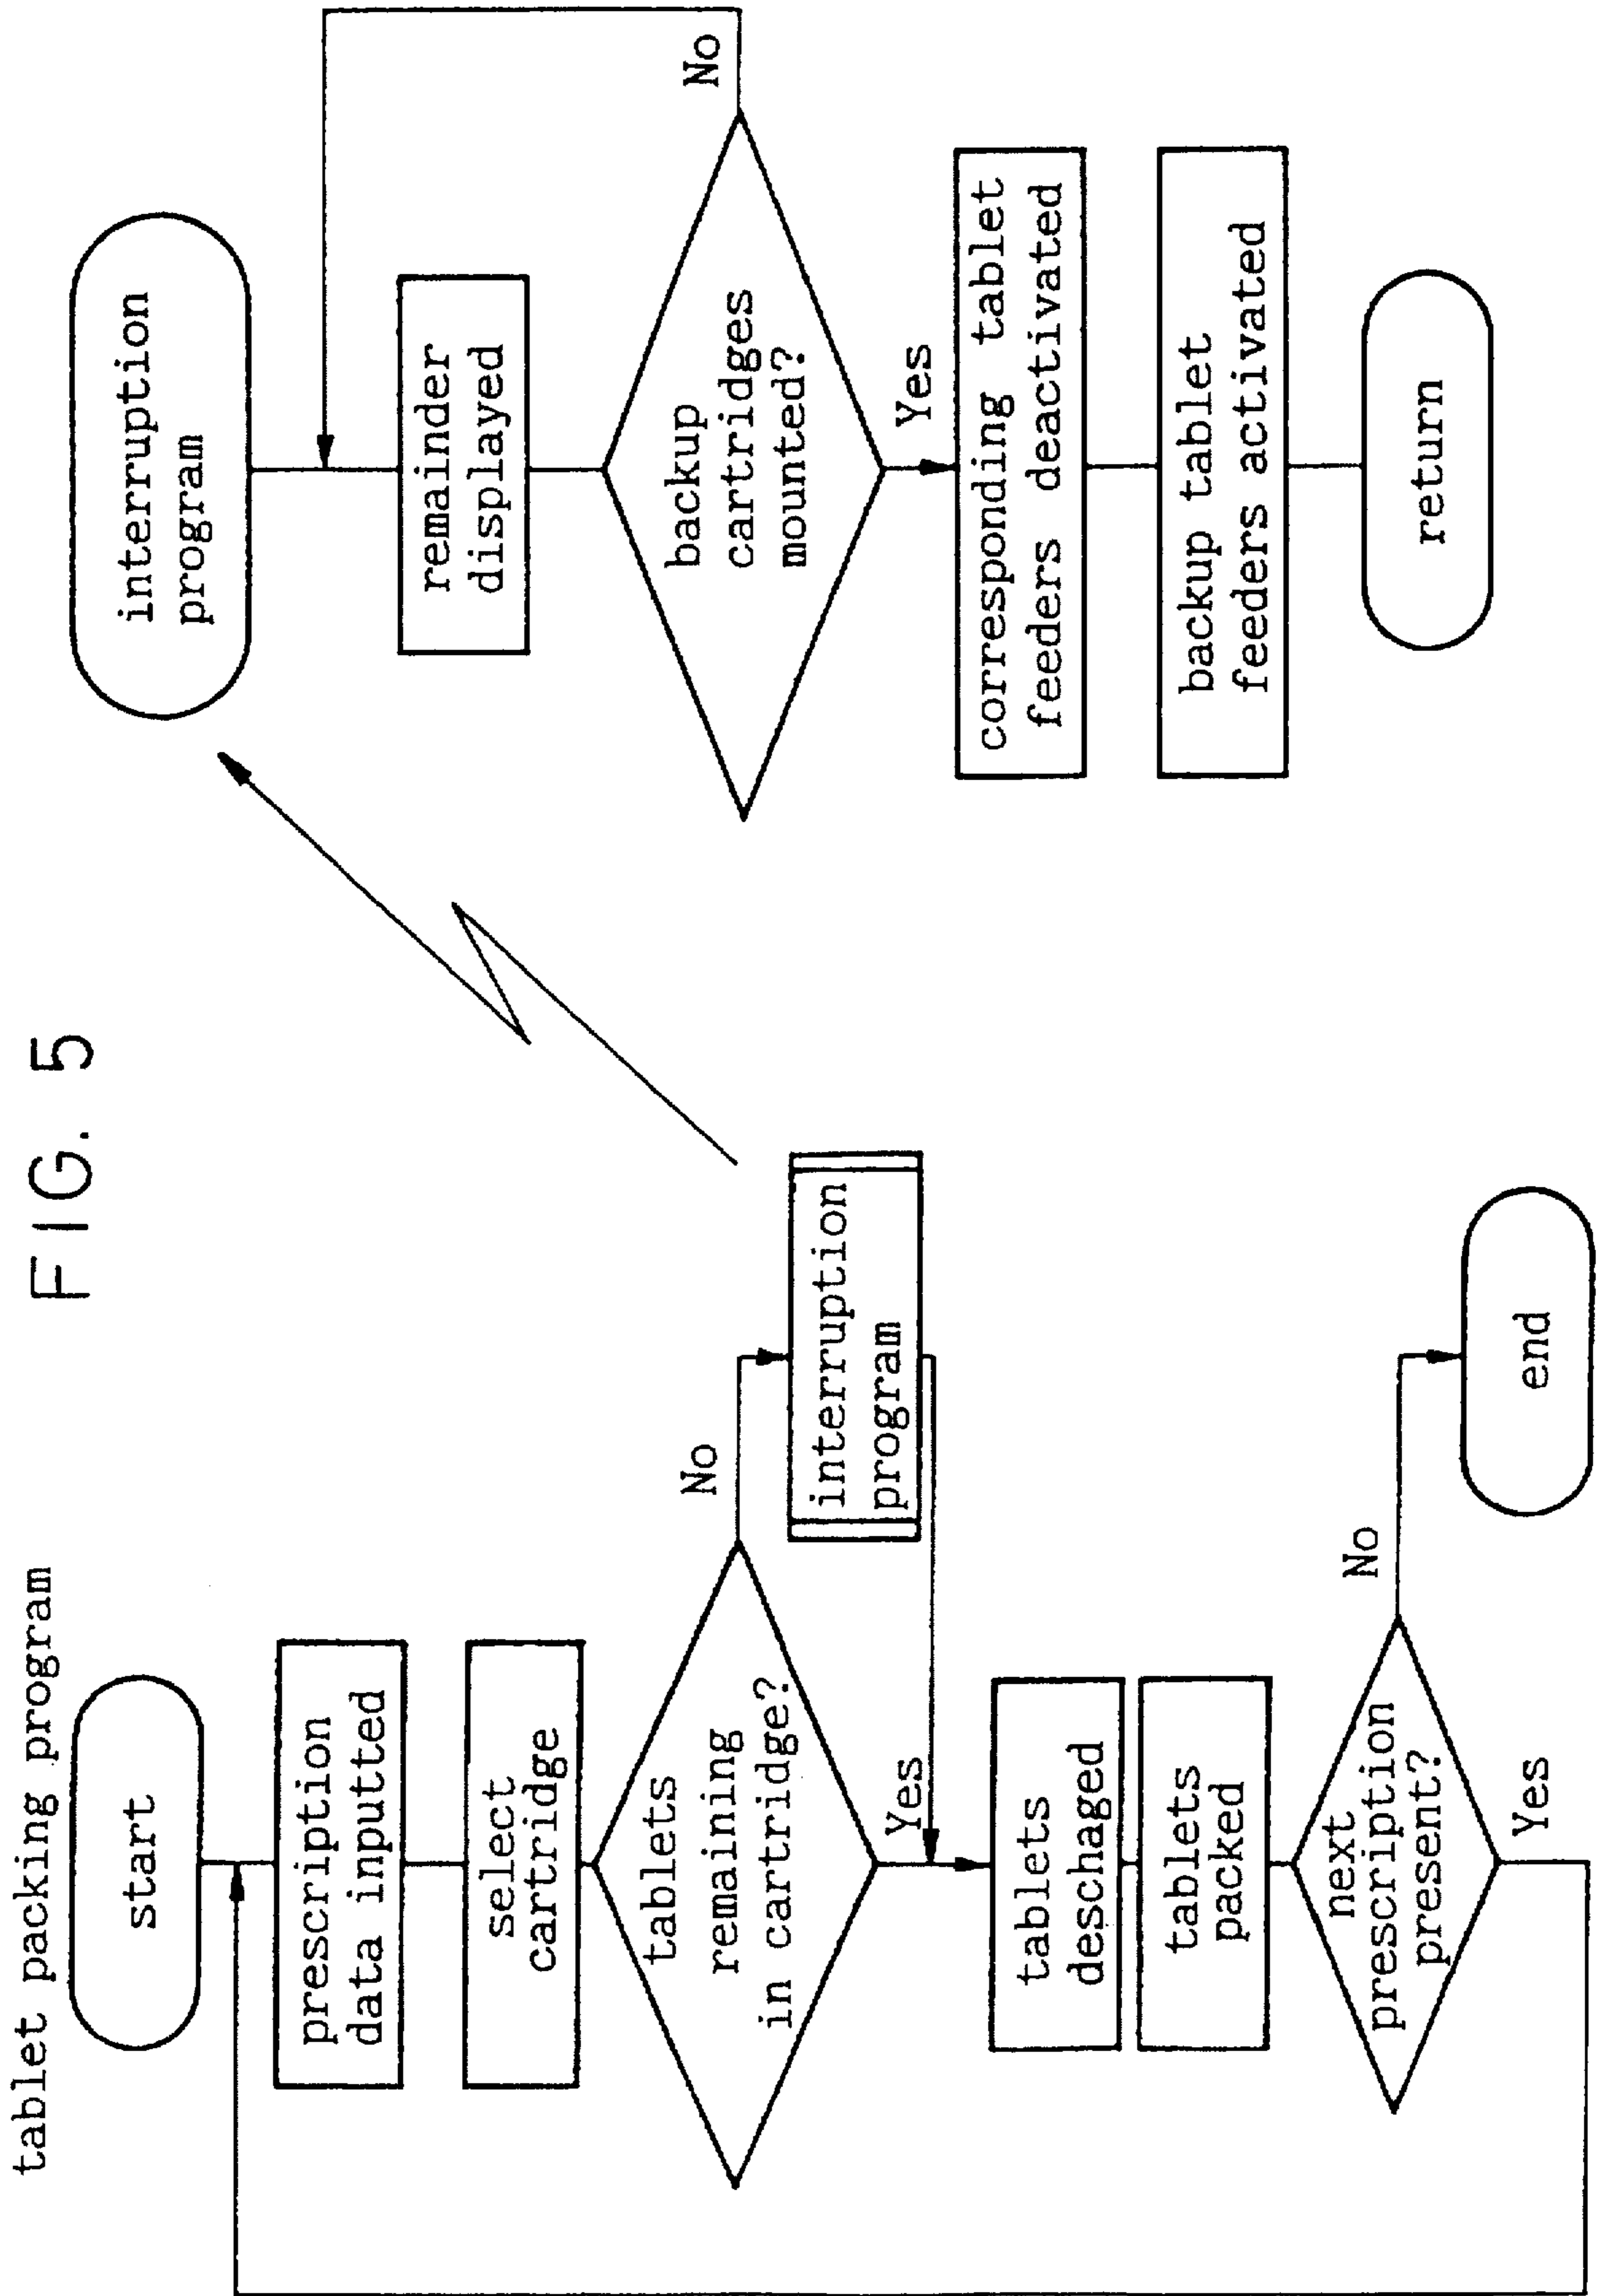 FIG. 5
tablet packing program
start
prescription
data inputted
select
cartridge
tablets
remaining
in cartridge?
No
interruption
program
Yes
tablets
deschaged
tablets
packed
next
prescription
present?
No
end
Yes
interruption
program
remainder
displayed
backup
cartridges
mounted?
No
Yes
corresponding tablet
feeders deactivated
backup tablet
feeders activated
return